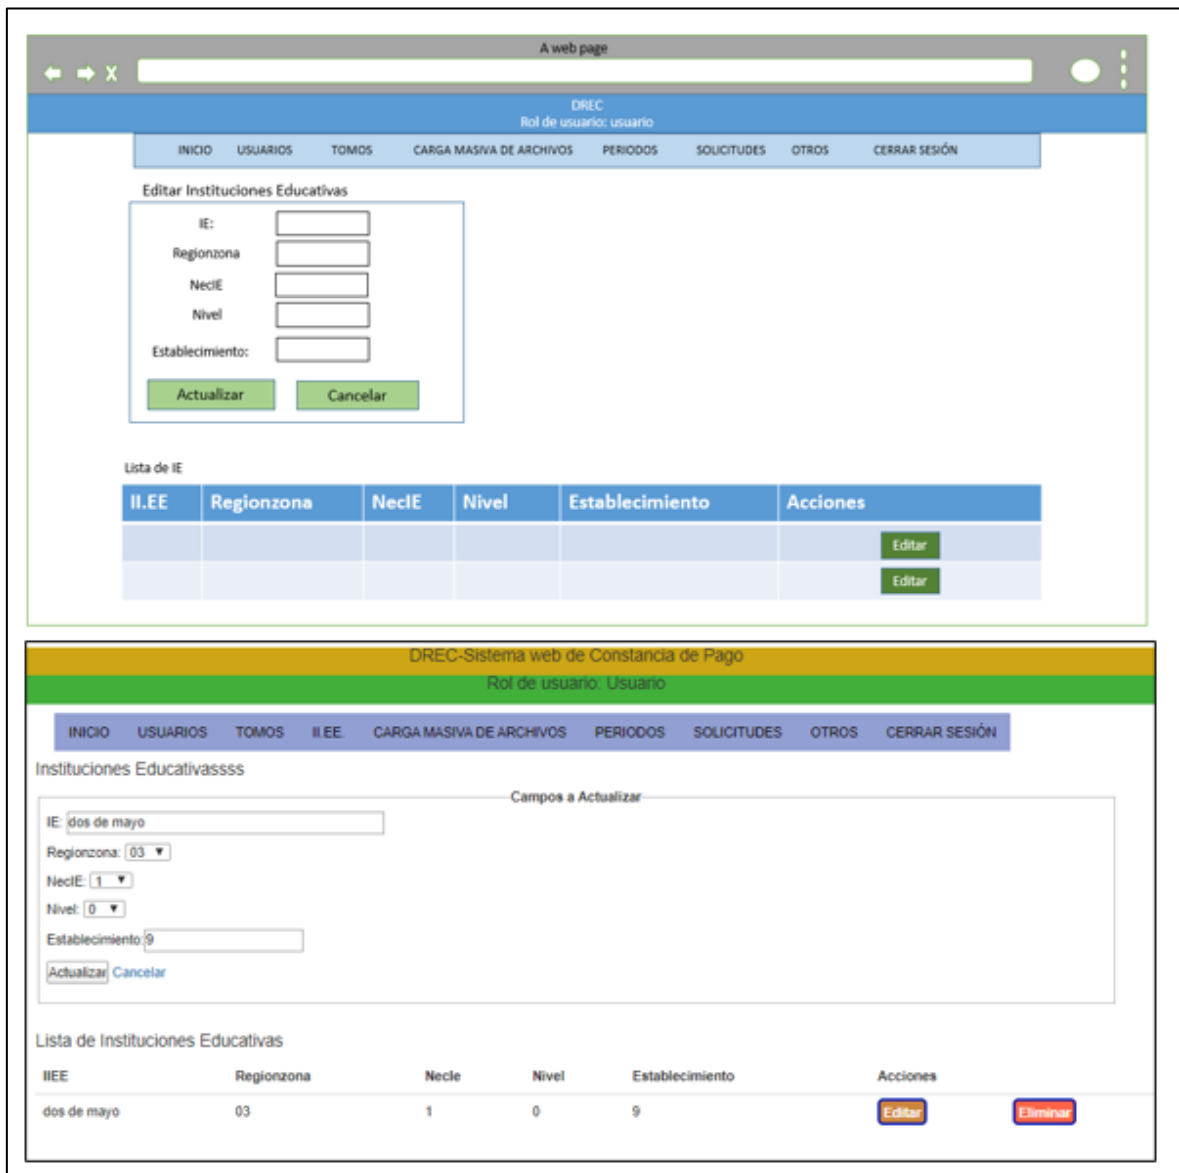 A web page
X
DREC
Rol de usuario: usuario
INICIO USUARIOS TOMOS CARGA MASIVA DE ARCHIVOS PERIODOS SOLICITUDES OTROS CERRAR SESIÓN
Editar Instituciones Educativas
IE:
Regionzona
NecIE
Nivel
Establecimiento:
Actualizar Cancelar
Lista de IE
II.EE Regionzona NecIE Nivel Establecimiento Acciones
Editar
Editar
DREC-Sistema web de Constancia de Pago
Rol de usuario: Usuario
INICIO USUARIOS TOMOS II.EE. CARGA MASIVA DE ARCHIVOS PERIODOS SOLICITUDES OTROS CERRAR SESIÓN
Instituciones Educativassss
Campos a Actualizar
IE: dos de mayo
Regionzona: 03
NecIE: 1
Nivel: 0
Establecimiento: 9
Actualizar Cancelar
Lista de Instituciones Educativas
IIEE Regionzona NecIe Nivel Establecimiento Acciones
dos de mayo 03 1 0 9 Editar Eliminar